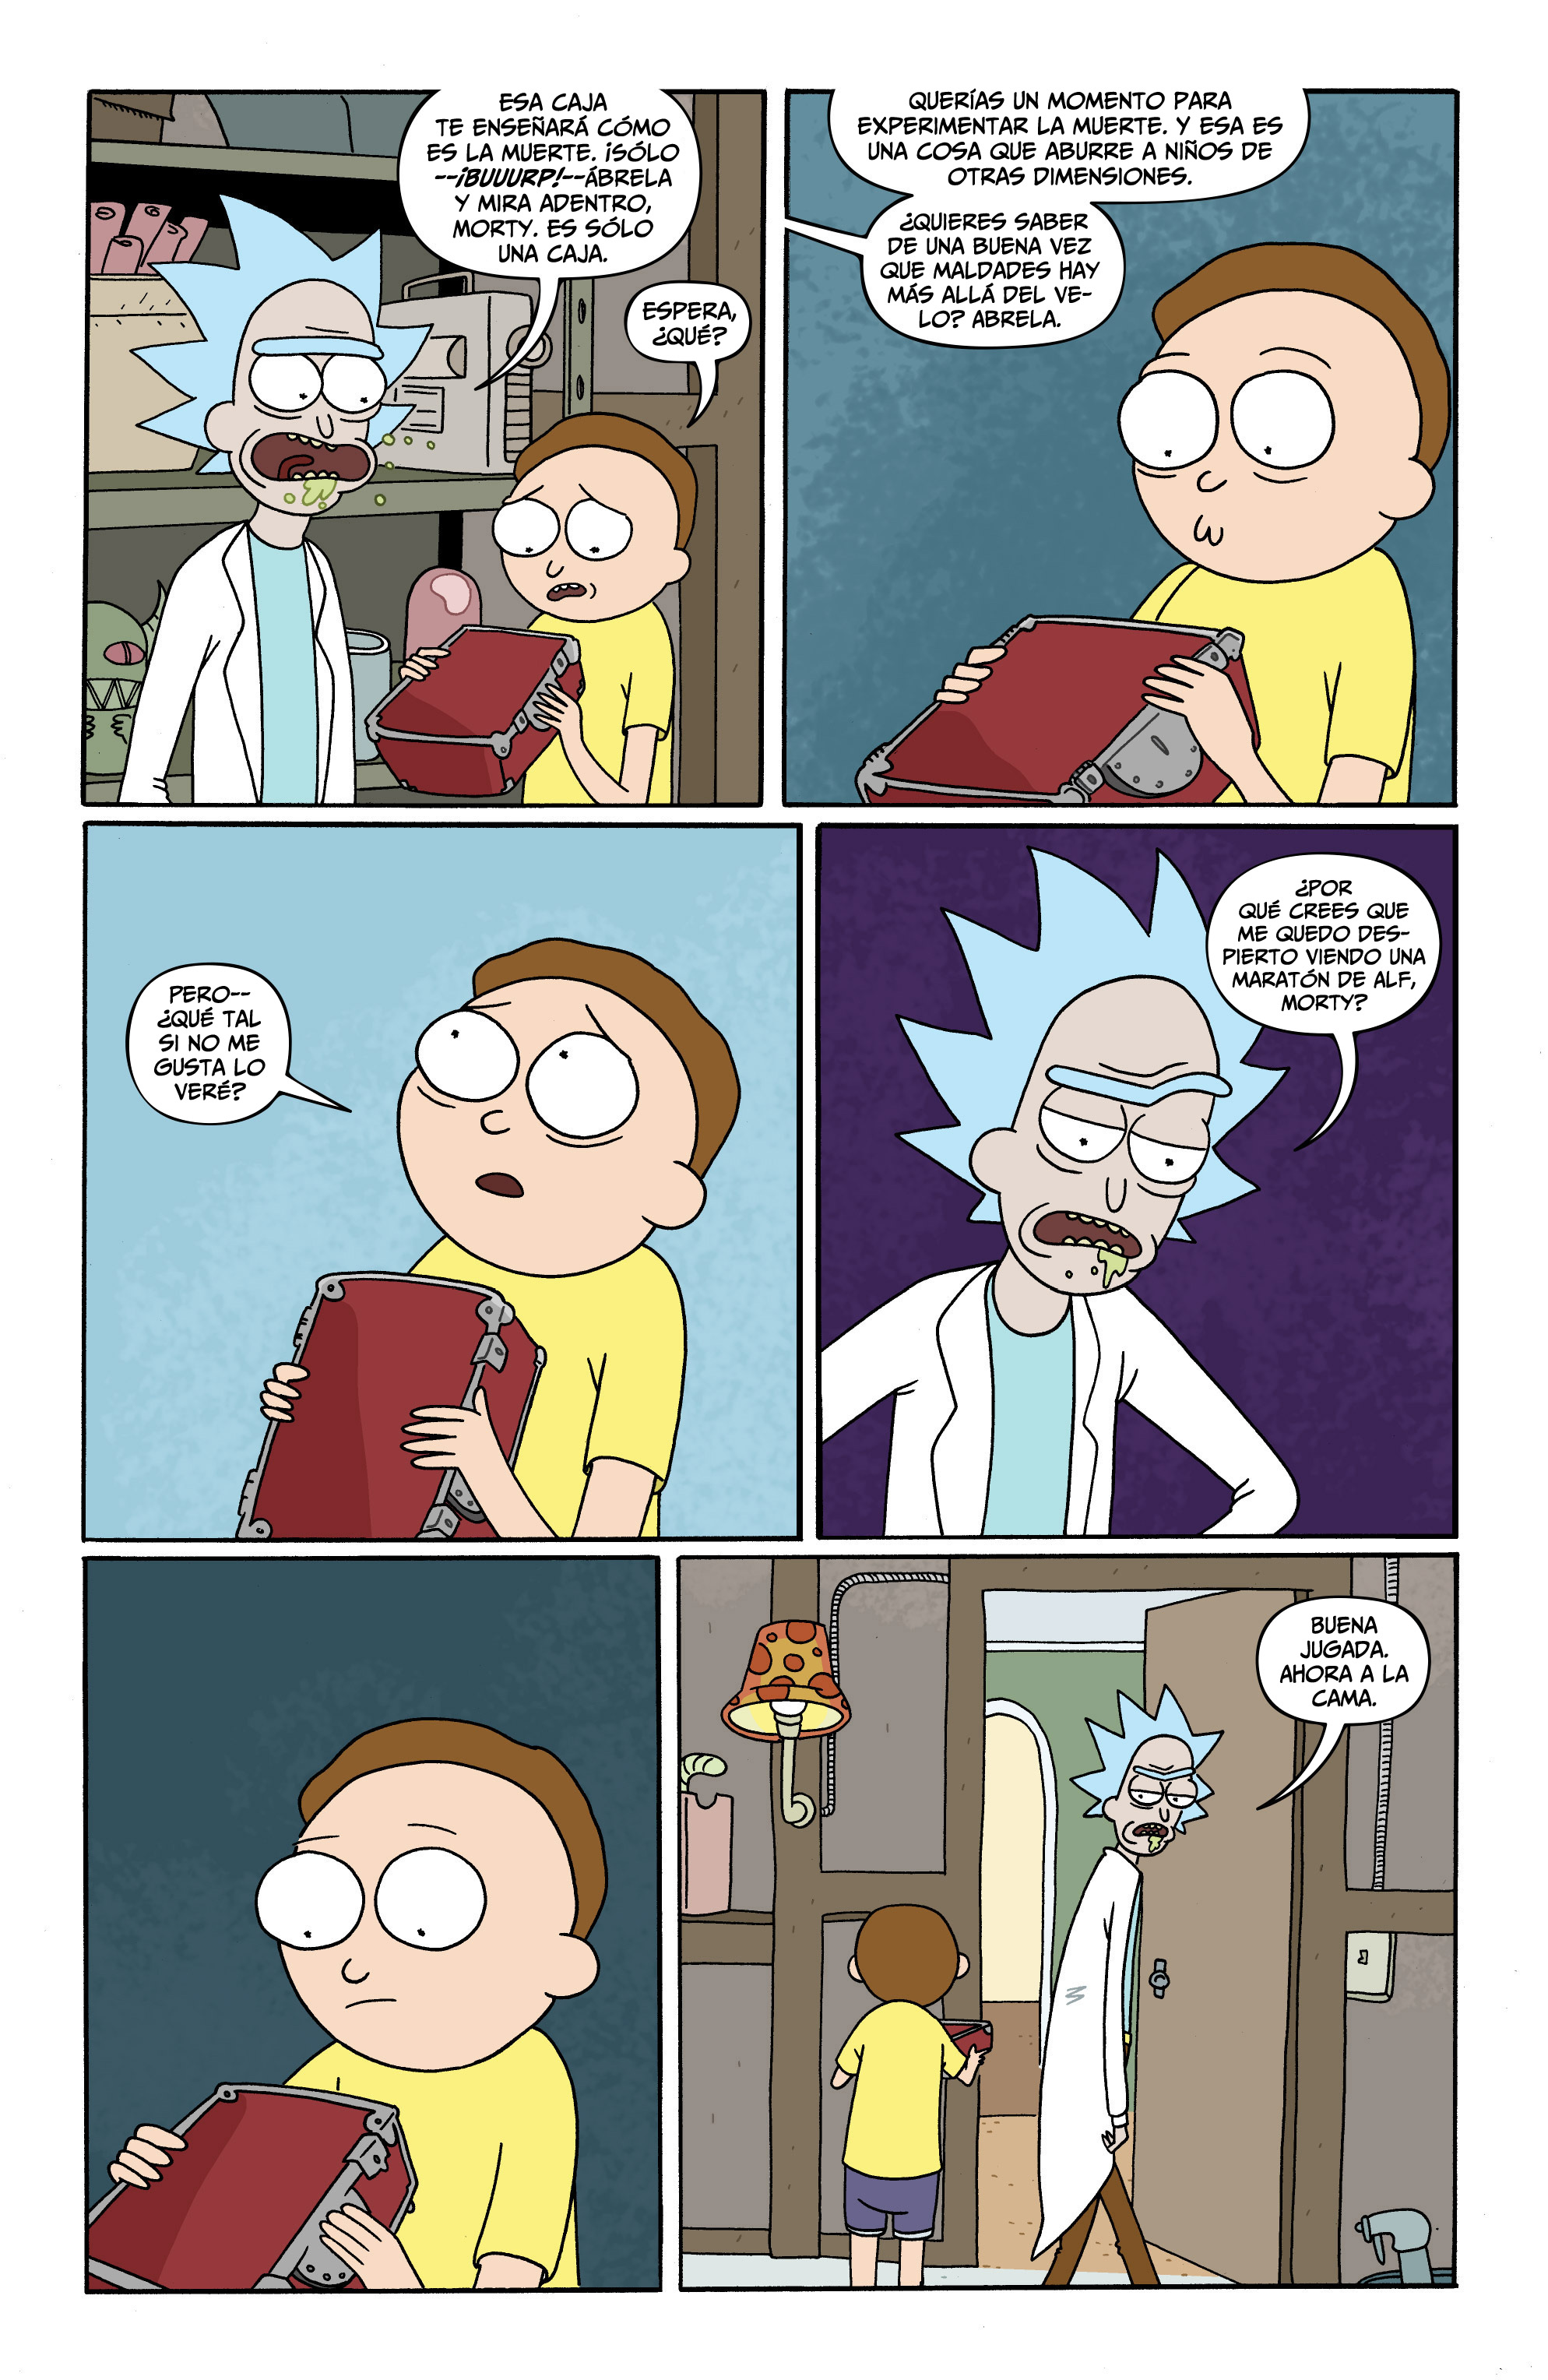 ESA CAJA
TE ENSEÑARÁ CÓMO
ES LA MUERTE. ¡SÓLO
--¡BUUURP!--ÁBRELA
Y MIRA ADENTRO,
MORTY. ES SÓLO
UNA CAJA.
ESPERA,
¿QUÉ?
QUERÍAS UN MOMENTO PARA
EXPERIMENTAR LA MUERTE. Y ESA ES
UNA COSA QUE ABURRE A NIÑOS DE
OTRAS DIMENSIONES.
¿QUIERES SABER
DE UNA BUENA VEZ
QUE MALDADES HAY
MÁS ALLÁ DEL VE-
LO? ABRELA.
PERO--
¿QUÉ TAL
SI NO ME
GUSTA LO
VERÉ?
¿POR
QUÉ CREES QUE
ME QUEDO DES-
PIERTO VIENDO UNA
MARATÓN DE ALF,
MORTY?
BUENA
JUGADA.
AHORA A LA
CAMA.